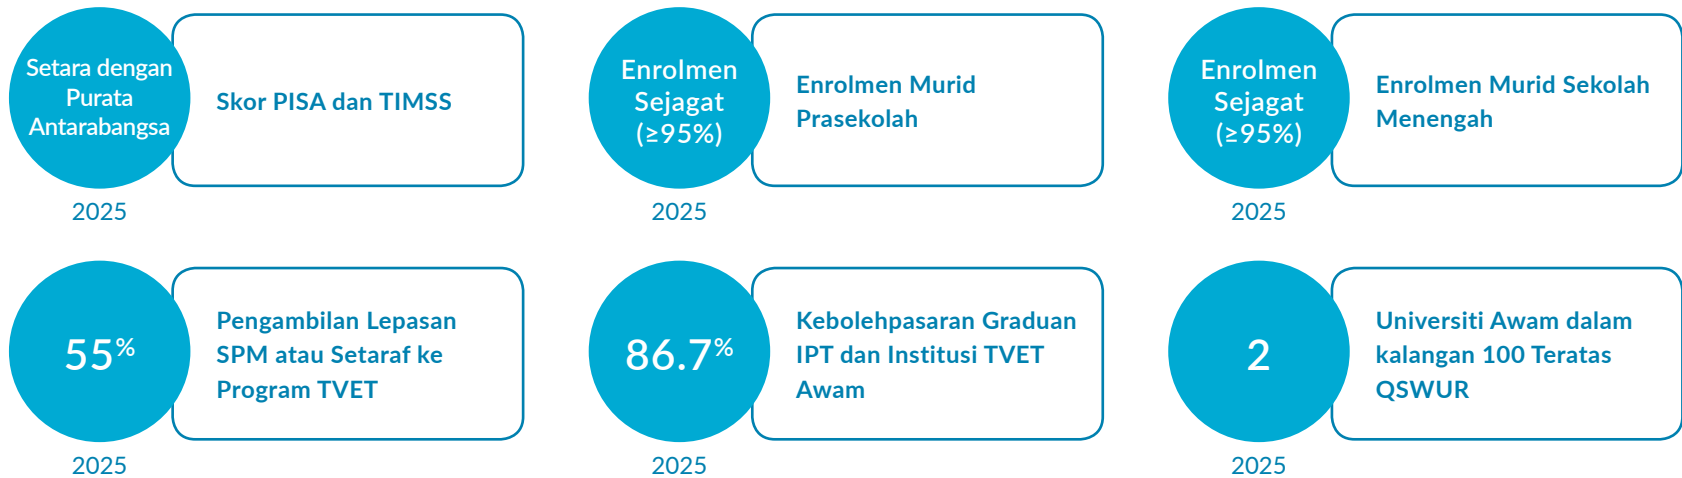 Setara dengan
Purata
Antarabangsa
Skor PISA dan TIMSS
2025
Enrolmen
Sejagat
(≥95%)
Enrolmen Murid
Prasekolah
2025
Enrolmen
Sejagat
(≥95%)
Enrolmen Murid Sekolah
Menengah
2025
55%
Pengambilan Lepasan
SPM atau Setaraf ke
Program TVET
2025
86.7%
Kebolehpasaran Graduan
IPT dan Institusi TVET
Awam
2025
2
Universiti Awam dalam
kalangan 100 Teratas
QSWUR
2025